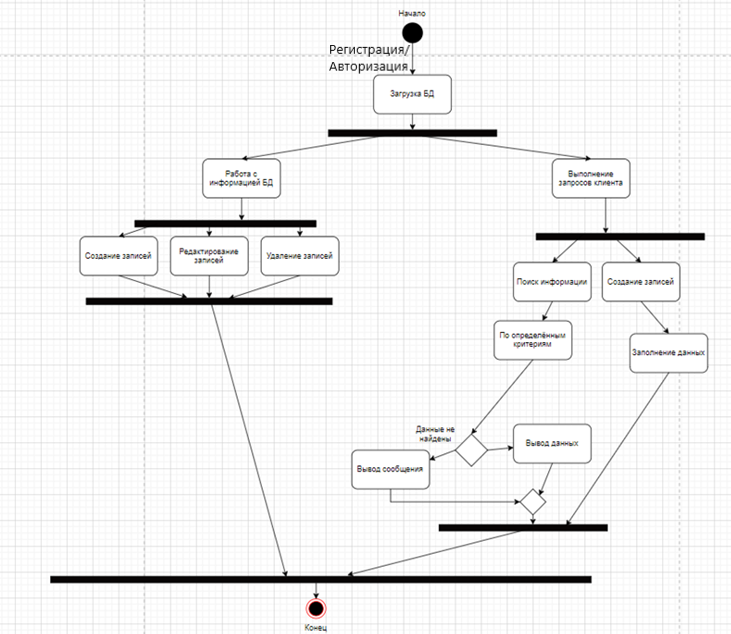 Начало
Регистрация/
Авторизация
Загрузка БД
Работа с
информацией БД
Выполнение
запросов клиента
Создание записей
Редактирование
записей
Удаление записей
Поиск информации
Создание записей
По определённым
критериям
Заполнение данных
Данные не
найдены
Вывод данных
Вывод сообщения
Конец